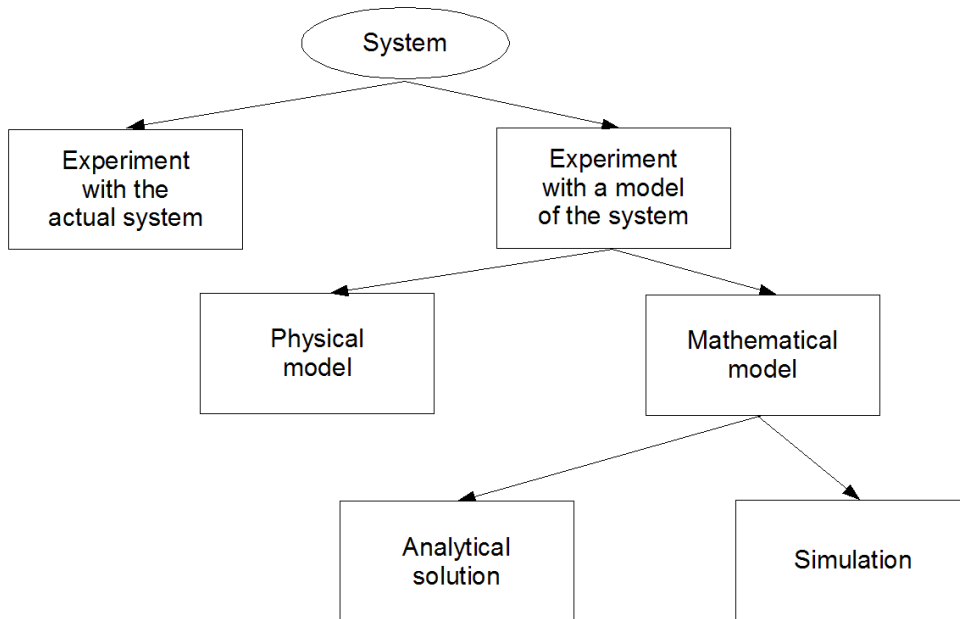 System
Experiment
with the
actual system
Experiment
with a model
of the system
Physical
model
Mathematical
model
Analytical
solution
Simulation